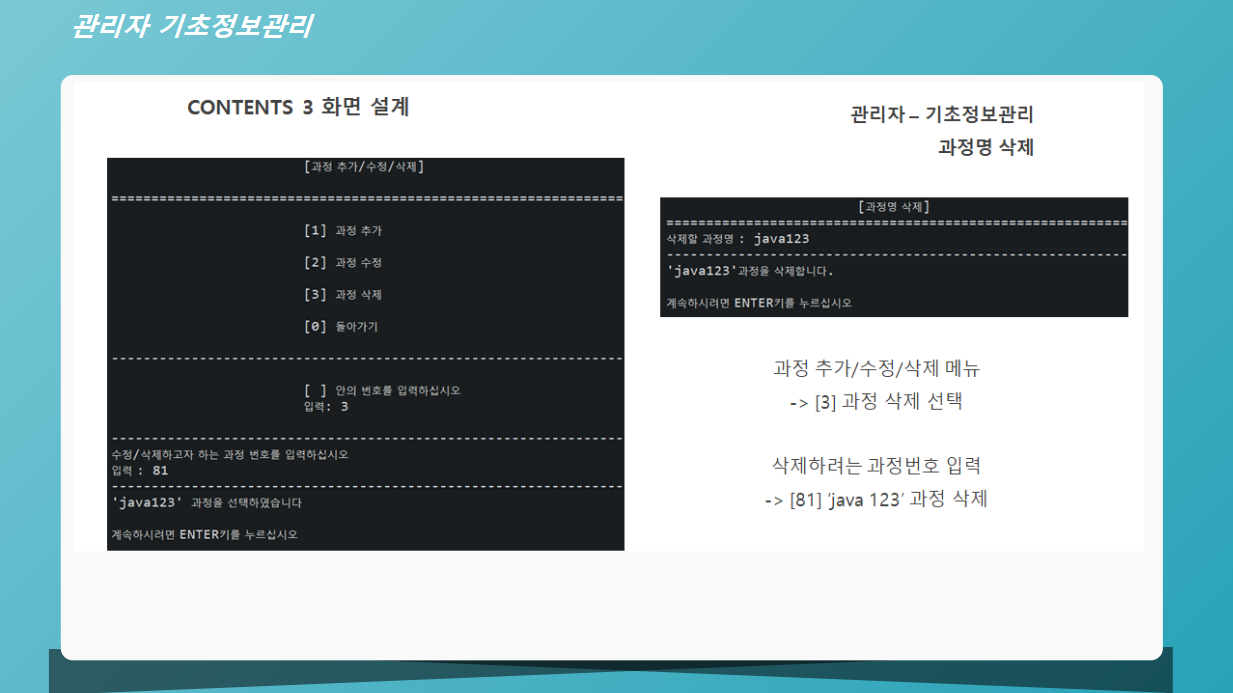 관리자 기초정보관리
CONTENTS 3 화면 설계
[과정 추가/수정/삭제]
================================================================
[1] 과정 추가
[2] 과정 수정
[3] 과정 삭제
[0] 돌아가기
----------------------------------------------------------------
[ ] 안의 번호를 입력하십시오
입력: 3
----------------------------------------------------------------
수정/삭제하고자 하는 과정 번호를 입력하십시오
입력 : 81
----------------------------------------------------------------
'java123' 과정을 선택하였습니다
계속하시려면 ENTER키를 누르십시오
관리자 – 기초정보관리
과정명 삭제
[과정명 삭제]
==========================================================
삭제할 과정명 : java123
----------------------------------------------------------
'java123'과정을 삭제합니다.
계속하시려면 ENTER키를 누르십시오
과정 추가/수정/삭제 메뉴
-> [3] 과정 삭제 선택
삭제하려는 과정번호 입력
-> [81] ‘java 123’ 과정 삭제